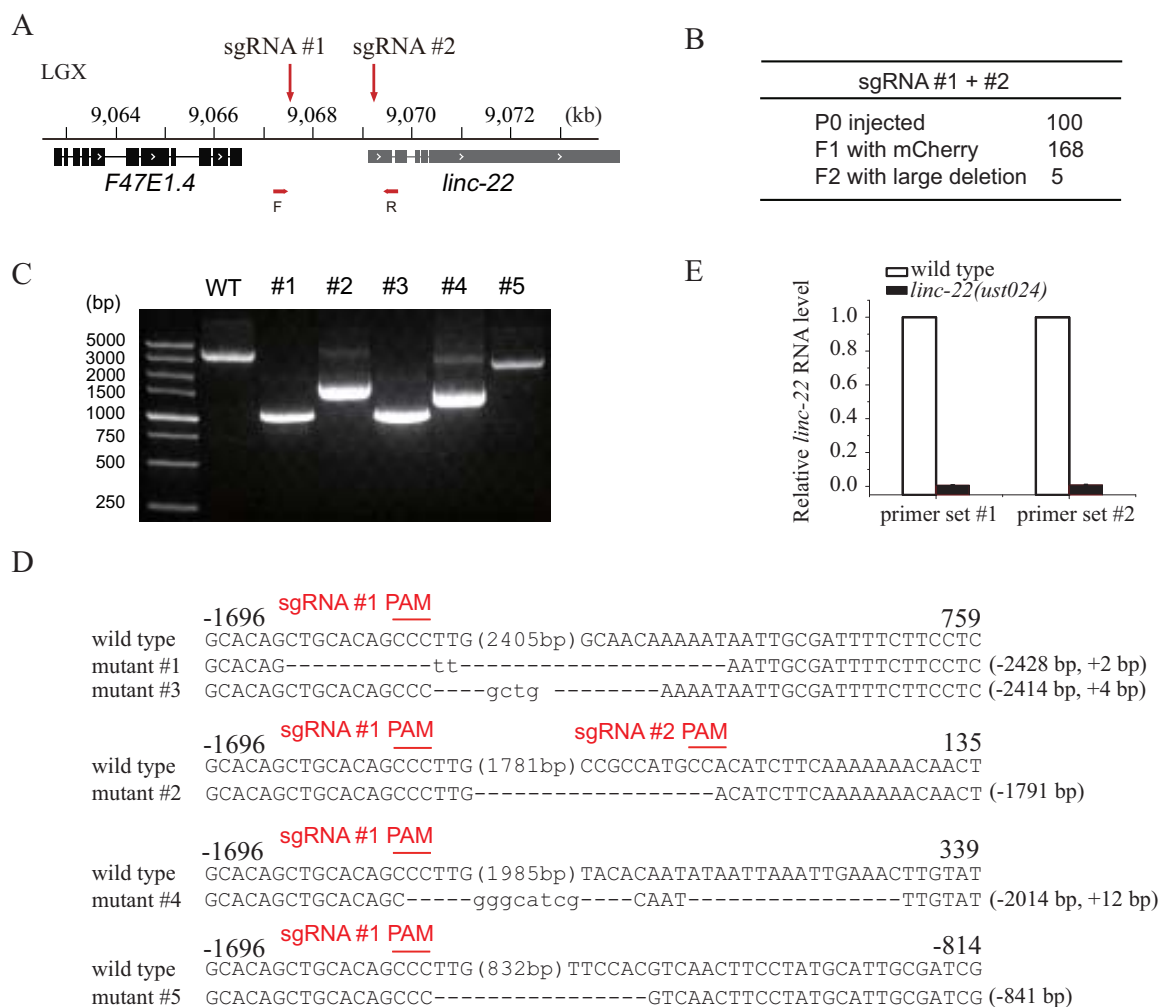 A
sgRNA #1
sgRNA #2
LGX
9,064
9,066
9,068
9,070
9,072
(kb)
F47E1.4
linc-22
F
R
B
sgRNA #1 + #2
P0 injected 100
F1 with mCherry 168
F2 with large deletion 5
C
(bp)
WT #1 #2 #3 #4 #5
5000
3000
2000
1500
1000
750
500
250
E
wild type
linc-22(ust024)
Relative linc-22 RNA level
1.0
0.8
0.6
0.4
0.2
0.0
primer set #1
primer set #2
D
-1696 sgRNA #1 PAM 759
wild type GCACAGCTGCACAGCCCTTG(2405bp)GCAACAAAAATAATTGCGATTTTCTTCCTC
mutant #1 GCACAG-----------tt--------------------AATTGCGATTTTCTTCCTC (-2428 bp, +2 bp)
mutant #3 GCACAGCTGCACAGCCC----gctg --------AAAATAATTGCGATTTTCTTCCTC (-2414 bp, +4 bp)
-1696 sgRNA #1 PAM sgRNA #2 PAM 135
wild type GCACAGCTGCACAGCCCTTG(1781bp)CCGCCATGCCACATCTTCAAAAAAACAACT
mutant #2 GCACAGCTGCACAGCCCTTG------------------ACATCTTCAAAAAAACAACT (-1791 bp)
-1696 sgRNA #1 PAM 339
wild type GCACAGCTGCACAGCCCTTG(1985bp)TACACAATATAATTAAATTGAAACTTGTAT
mutant #4 GCACAGCTGCACAGC-----gggcatcg----CAAT----------------TTGTAT (-2014 bp, +12 bp)
-1696 sgRNA #1 PAM -814
wild type GCACAGCTGCACAGCCCTTG(832bp)TTCCACGTCAACTTCCTATGCATTGCGATCG
mutant #5 GCACAGCTGCACAGCCC----------------GTCAACTTCCTATGCATTGCGATCG (-841 bp)